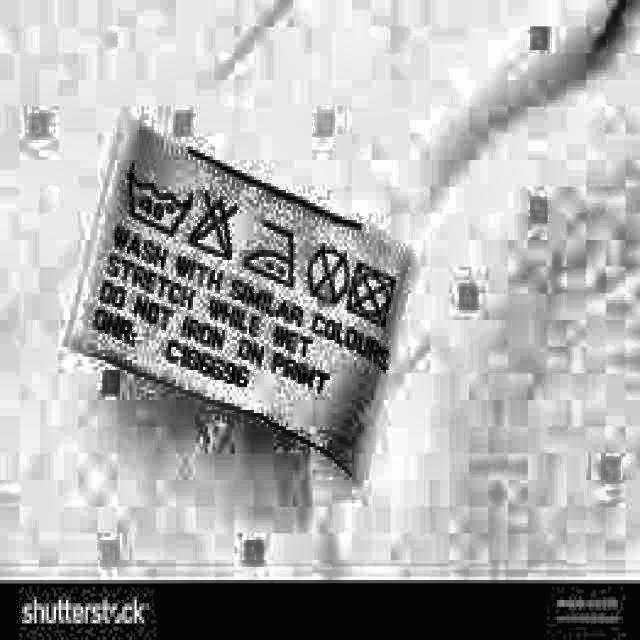 WASH WITH SIMILAR COLOURS
STRETCH WHILE WET
DO NOT IRON ON PRINT
shutterstock